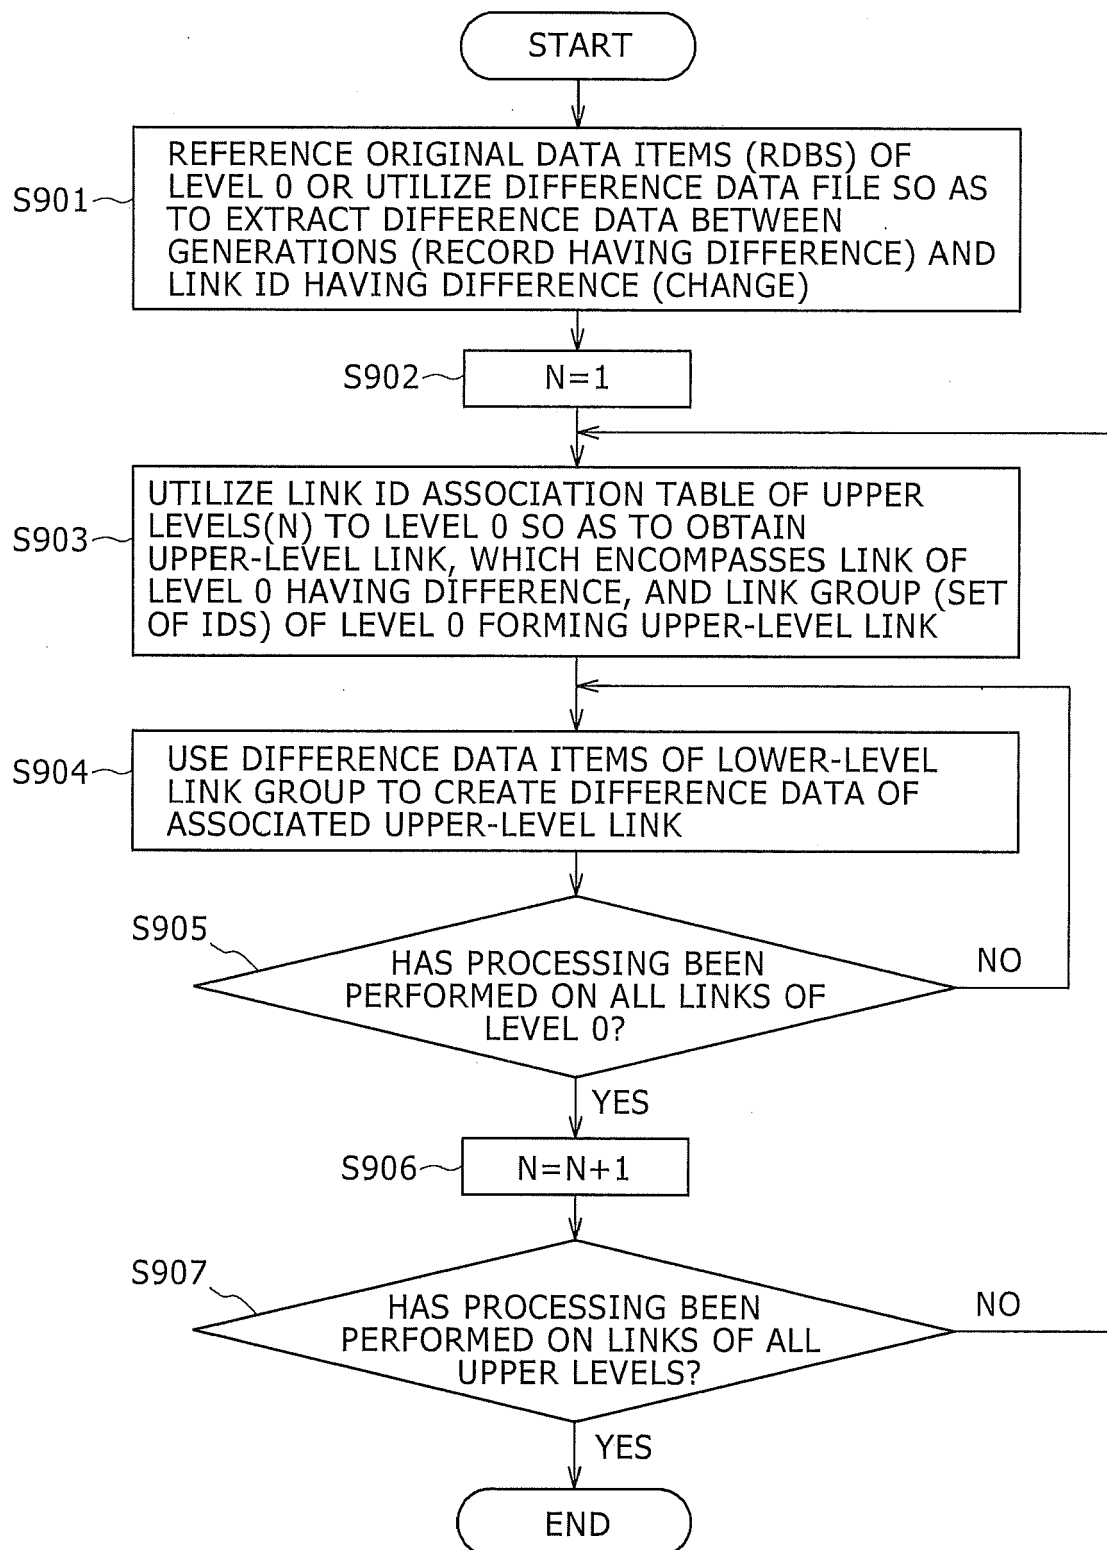 START
S901
REFERENCE ORIGINAL DATA ITEMS (RDBS) OF
LEVEL 0 OR UTILIZE DIFFERENCE DATA FILE SO AS
TO EXTRACT DIFFERENCE DATA BETWEEN
GENERATIONS (RECORD HAVING DIFFERENCE) AND
LINK ID HAVING DIFFERENCE (CHANGE)
S902
N=1
S903
UTILIZE LINK ID ASSOCIATION TABLE OF UPPER
LEVELS(N) TO LEVEL 0 SO AS TO OBTAIN
UPPER-LEVEL LINK, WHICH ENCOMPASSES LINK OF
LEVEL 0 HAVING DIFFERENCE, AND LINK GROUP (SET
OF IDS) OF LEVEL 0 FORMING UPPER-LEVEL LINK
S904
USE DIFFERENCE DATA ITEMS OF LOWER-LEVEL
LINK GROUP TO CREATE DIFFERENCE DATA OF
ASSOCIATED UPPER-LEVEL LINK
S905
HAS PROCESSING BEEN
PERFORMED ON ALL LINKS OF
LEVEL 0?
NO
YES
S906
N=N+1
S907
HAS PROCESSING BEEN
PERFORMED ON LINKS OF ALL
UPPER LEVELS?
NO
YES
END